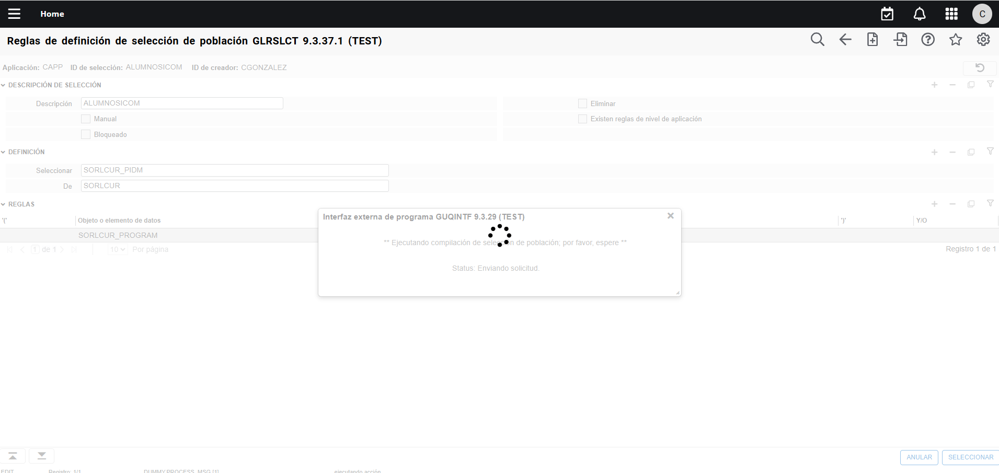 Home
C
Reglas de definición de selección de población GLRSLCT 9.3.37.1 (TEST)
Aplicación: CAPP ID de selección: ALUMNOSICOM ID de creador: CGONZALEZ
DESCRIPCIÓN DE SELECCIÓN
Descripción ALUMNOSICOM
Eliminar
Manual
Existen reglas de nivel de aplicación
Bloqueado
DEFINICIÓN
Seleccionar SORLCUR_PIDM
De SORLCUR
REGLAS
'(' Objeto o elemento de datos ')' Y/O
SORLCUR_PROGRAM
1 de 1 10 Por página Registro 1 de 1
Interfaz externa de programa GUQINTF 9.3.29 (TEST)
** Ejecutando compilación de selección de población; por favor, espere **
Status: Enviando solicitud.
ANULAR SELECCIONAR
EDIT Registro: 1/1 DUMMY.PROCESS_MSG [1] ejecutando acción